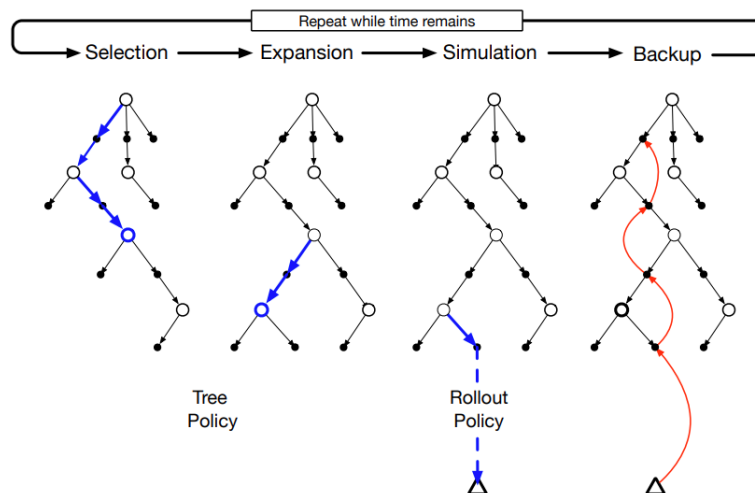 Repeat while time remains
Selection
Expansion
Simulation
Backup
Tree
Policy
Rollout
Policy